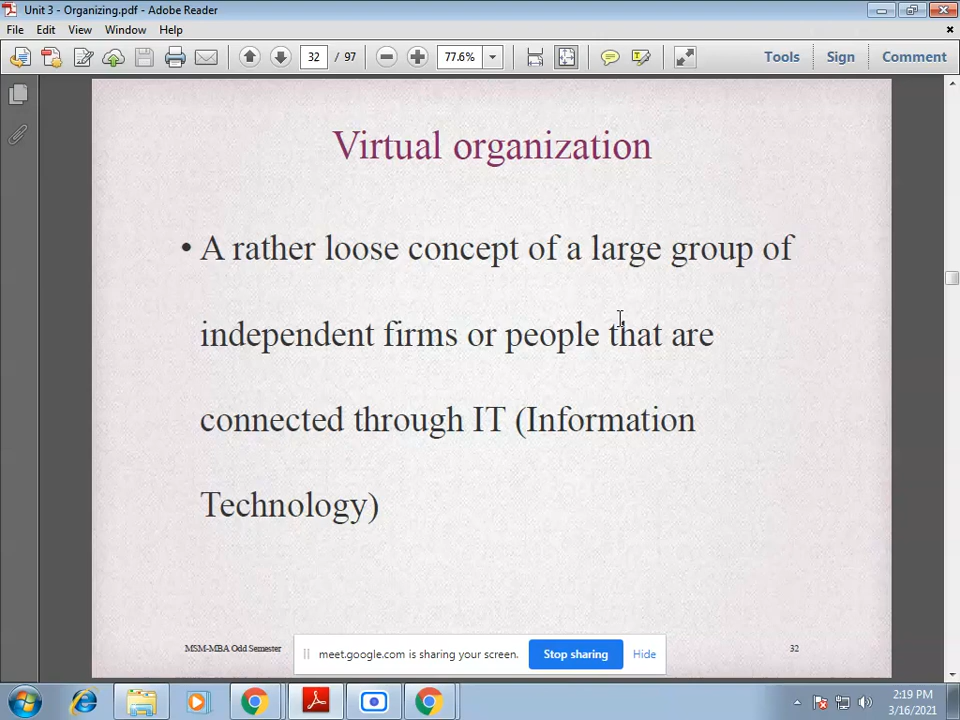 Unit 3 - Organizing.pdf - Adobe Reader
File Edit View Window Help
32 / 97 77.6% Tools Sign Comment
Virtual organization
• A rather loose concept of a large group of
independent firms or people that are
connected through IT (Information
Technology)
MSM-MBA Odd Semester 32
meet.google.com is sharing your screen. Stop sharing Hide
2:19 PM
3/16/2021